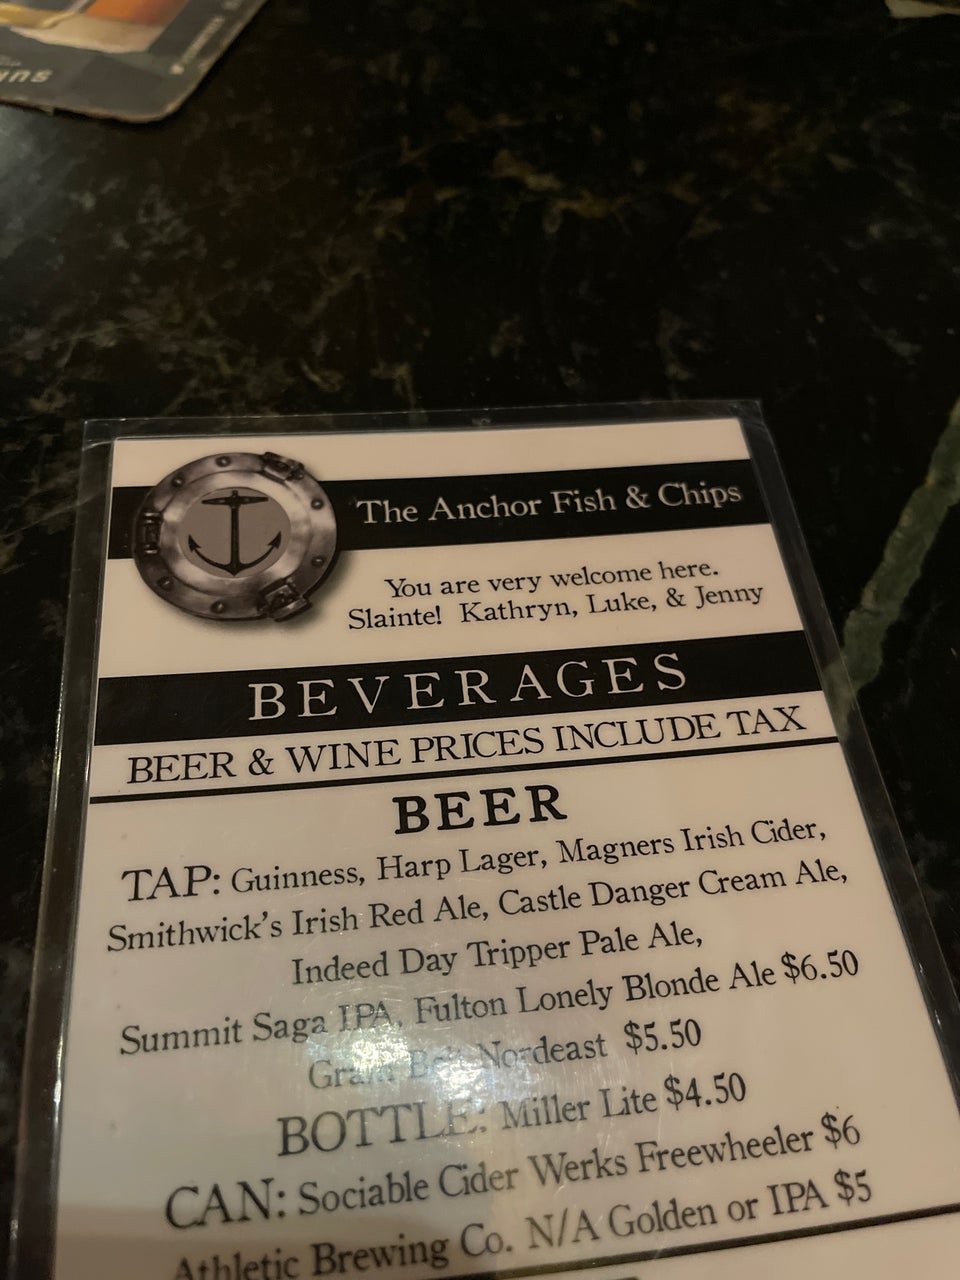 The Anchor Fish & Chips
You are very welcome here.
Slainte! Kathryn, Luke, & Jenny
BEVERAGES
BEER & WINE PRICES INCLUDE TAX
BEER
TAP: Guinness, Harp Lager, Magners Irish Cider,
Smithwick's Irish Red Ale, Castle Danger Cream Ale,
Indeed Day Tripper Pale Ale,
Summit Saga IPA, Fulton Lonely Blonde Ale $6.50
Grain Belt Nordeast $5.50
BOTTLE: Miller Lite $4.50
CAN: Sociable Cider Werks Freewheeler $6
Athletic Brewing Co. N/A Golden or IPA $5